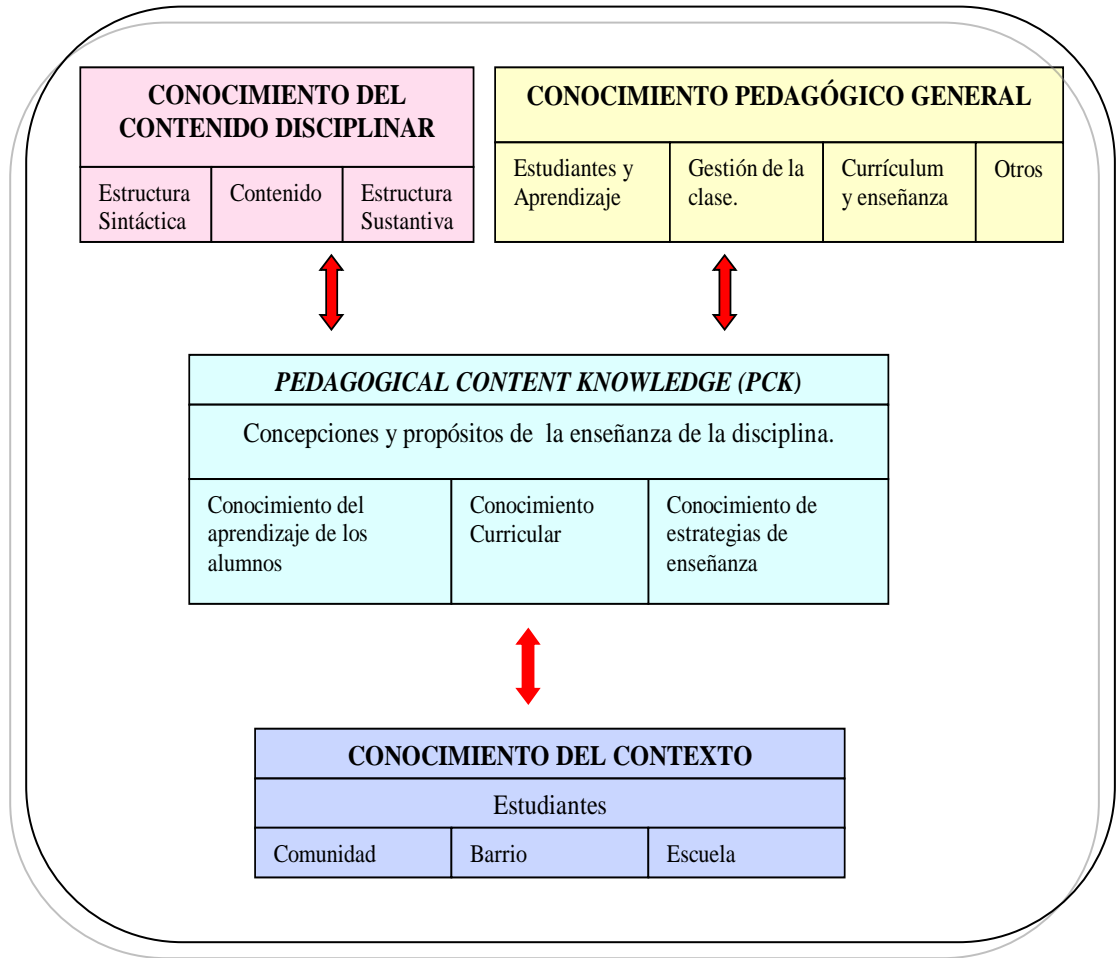 CONOCIMIENTO DEL
CONTENIDO DISCIPLINAR
Estructura
Sintáctica
Contenido
Estructura
Sustantiva
CONOCIMIENTO PEDAGÓGICO GENERAL
Estudiantes y
Aprendizaje
Gestión de la
clase.
Currículum
y enseñanza
Otros
PEDAGOGICAL CONTENT KNOWLEDGE (PCK)
Concepciones y propósitos de la enseñanza de la disciplina.
Conocimiento del
aprendizaje de los
alumnos
Conocimiento
Curricular
Conocimiento de
estrategias de
enseñanza
CONOCIMIENTO DEL CONTEXTO
Estudiantes
Comunidad
Barrio
Escuela